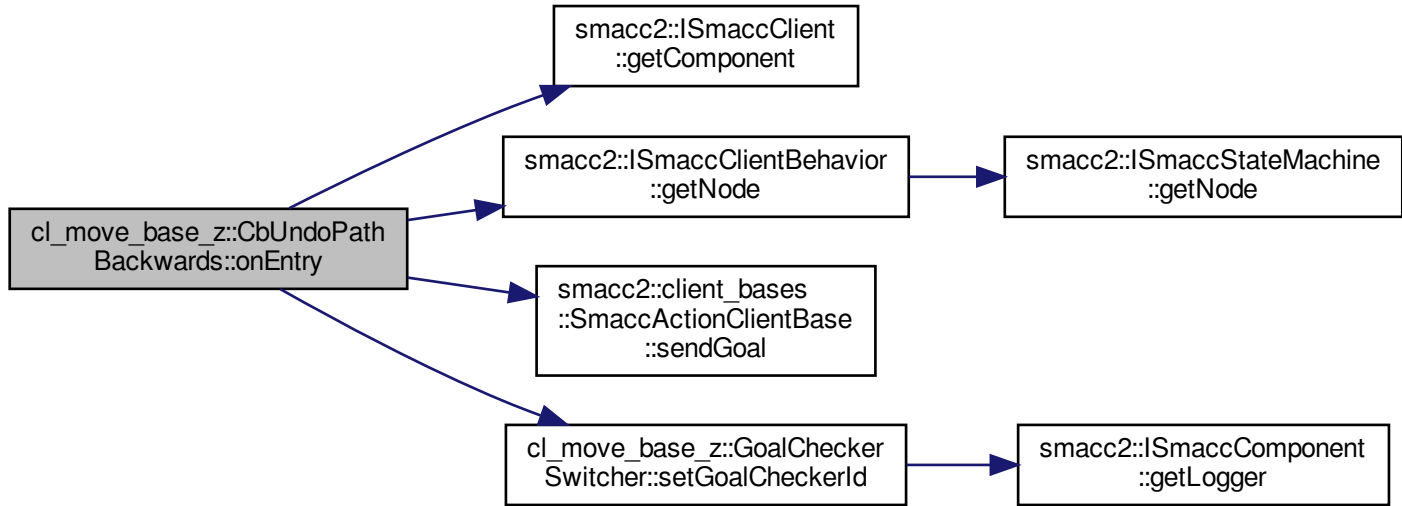 smacc2::ISmaccClient
::getComponent
smacc2::ISmaccClientBehavior
::getNode
smacc2::ISmaccStateMachine
::getNode
cl_move_base_z::CbUndoPath
Backwards::onEntry
smacc2::client_bases
::SmaccActionClientBase
::sendGoal
cl_move_base_z::GoalChecker
Switcher::setGoalCheckerId
smacc2::ISmaccComponent
::getLogger